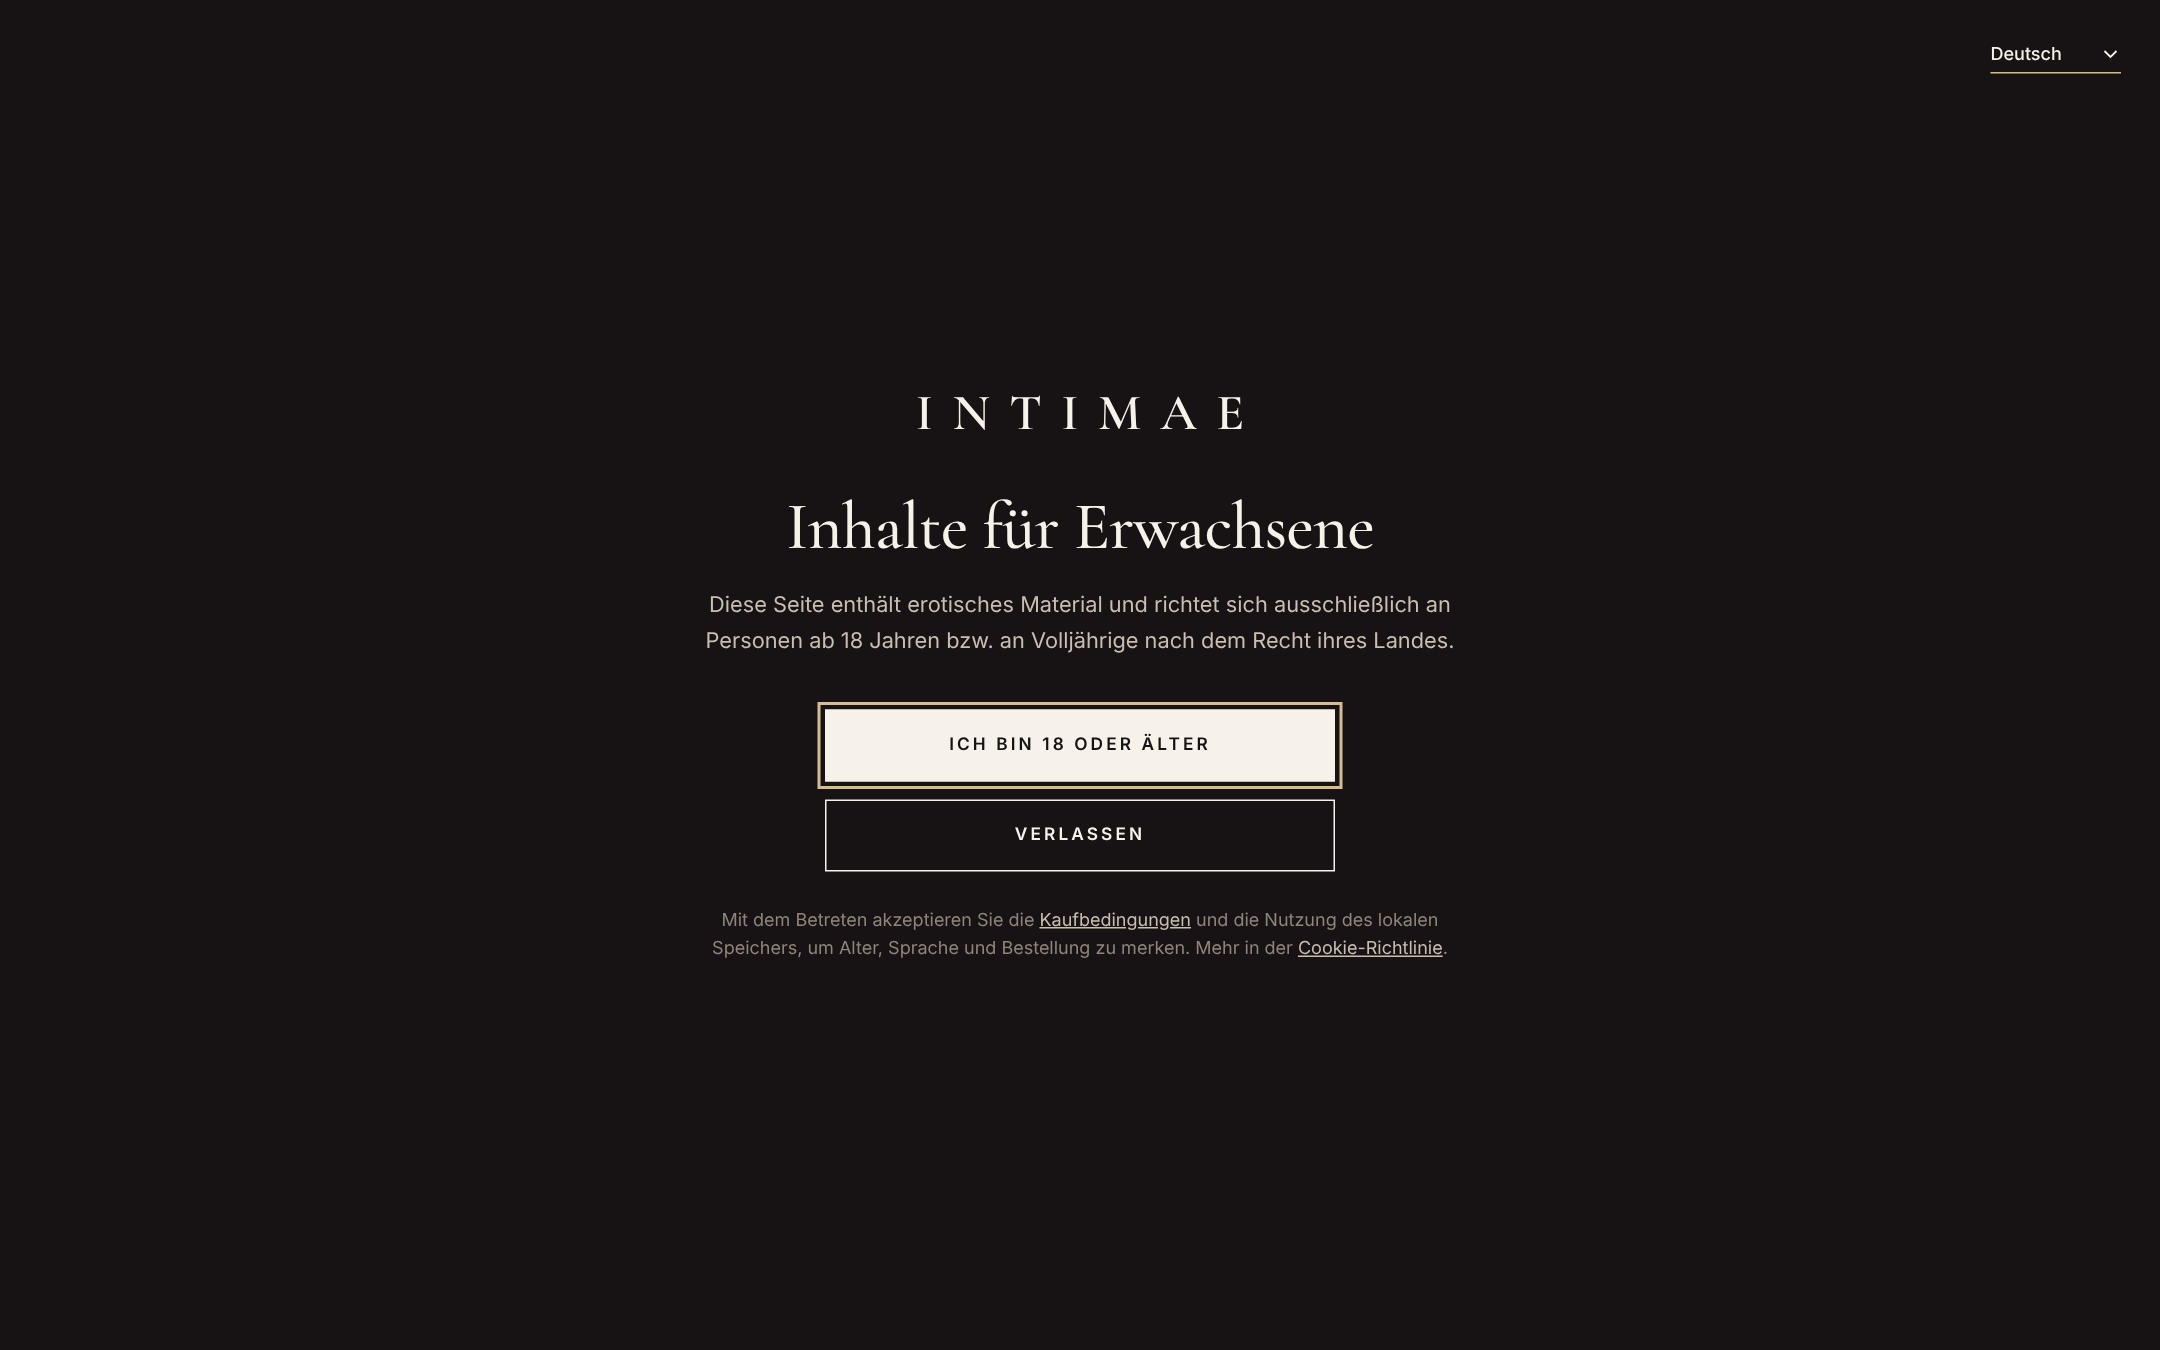 Deutsch
INTIMAE
Inhalte für Erwachsene
Diese Seite enthält erotisches Material und richtet sich ausschließlich an
Personen ab 18 Jahren bzw. an Volljährige nach dem Recht ihres Landes.
ICH BIN 18 ODER ÄLTER
VERLASSEN
Mit dem Betreten akzeptieren Sie die Kaufbedingungen und die Nutzung des lokalen
Speichers, um Alter, Sprache und Bestellung zu merken. Mehr in der Cookie-Richtlinie.